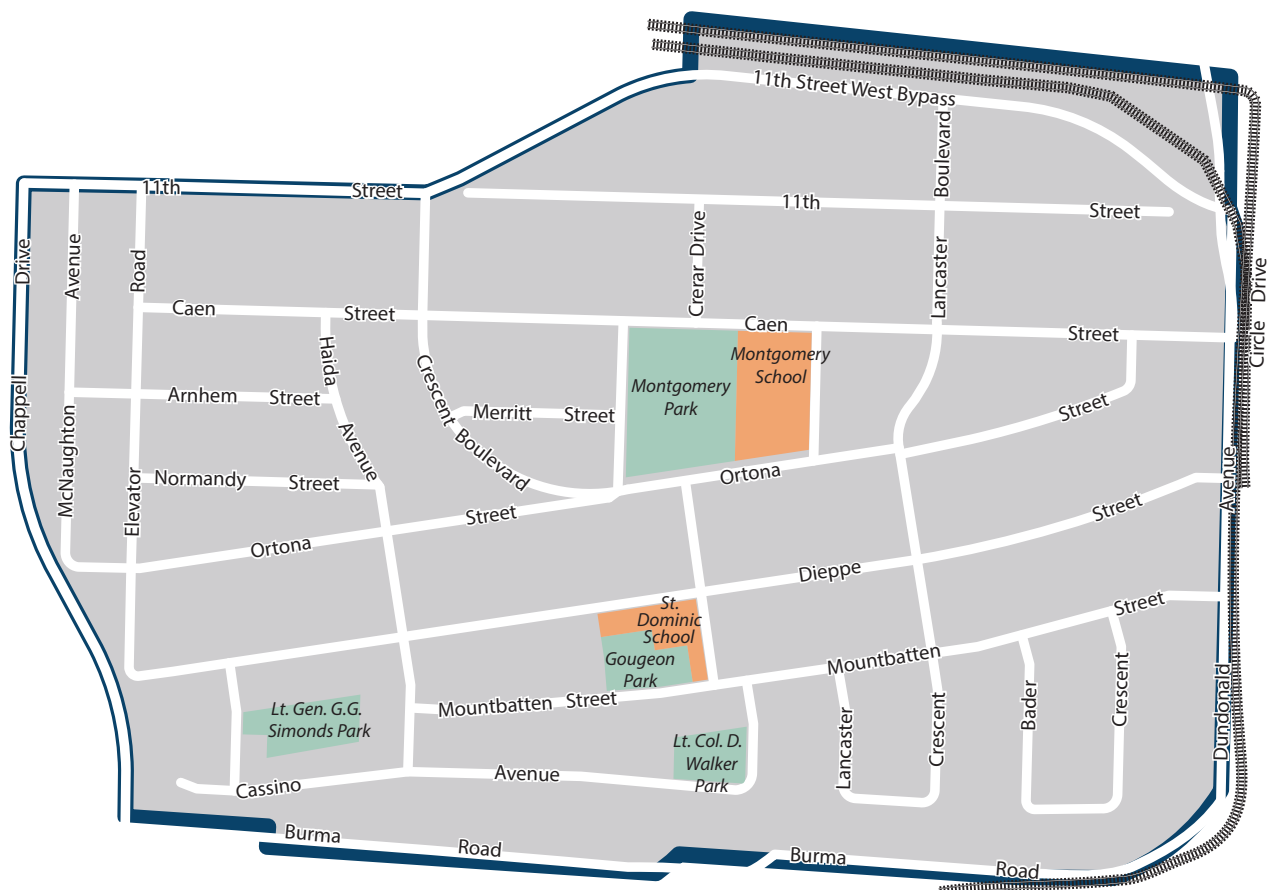 11th Street West Bypass
11th
Street
11th
Street
Boulevard
Lancaster
Crerar Drive
Drive
Chappell
Avenue
McNaughton
Road
Elevator
Caen
Street
Caen
Street
Circle Drive
Haida
Avenue
Crescent
Boulevard
Montgomery
School
Montgomery
Park
Arnhem
Street
Merritt
Street
Street
Ortona
Normandy
Street
Street
Ortona
Avenue
Dundonald
Street
Dieppe
St.
Dominic
School
Gougeon
Park
Street
Mountbatten
Mountbatten
Street
Lt. Gen. G.G.
Simonds Park
Lt. Col. D.
Walker
Park
Lancaster
Crescent
Bader
Crescent
Cassino
Avenue
Burma
Road
Burma
Road